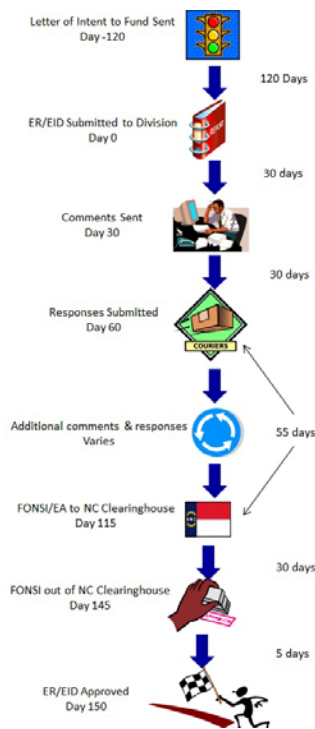 Letter of Intent to Fund Sent
Day -120
120 Days
ER/EID Submitted to Division
Day 0
REPORT
30 days
Comments Sent
Day 30
30 days
Responses Submitted
Day 60
COURIERS
Additional comments & responses
Varies
55 days
FONSI/EA to NC Clearinghouse
Day 115
30 days
FONSI out of NC Clearinghouse
Day 145
5 days
ER/EID Approved
Day 150